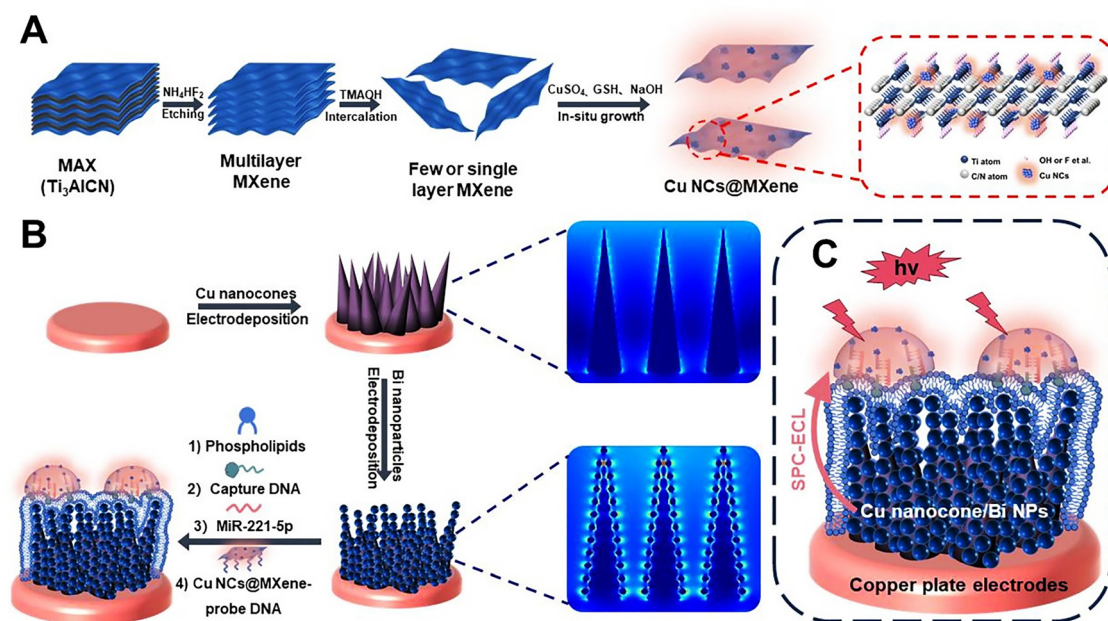 A
NH4HF2
Etching
TMAOH
Intercalation
CuSO4、GSH、NaOH
In-situ growth
MAX
(Ti3AlCN)
Multilayer
MXene
Few or single
layer MXene
Cu NCs@MXene
Ti atom
OH or F et al.
C/N atom
Cu NCs
B
Cu nanocones
Electrodeposition
Bi nanoparticles
Electrodeposition
1) Phospholipids
2) Capture DNA
3) MiR-221-5p
4) Cu NCs@MXene-
probe DNA
C
hv
SPC-ECL
Cu nanocone/Bi NPs
Copper plate electrodes